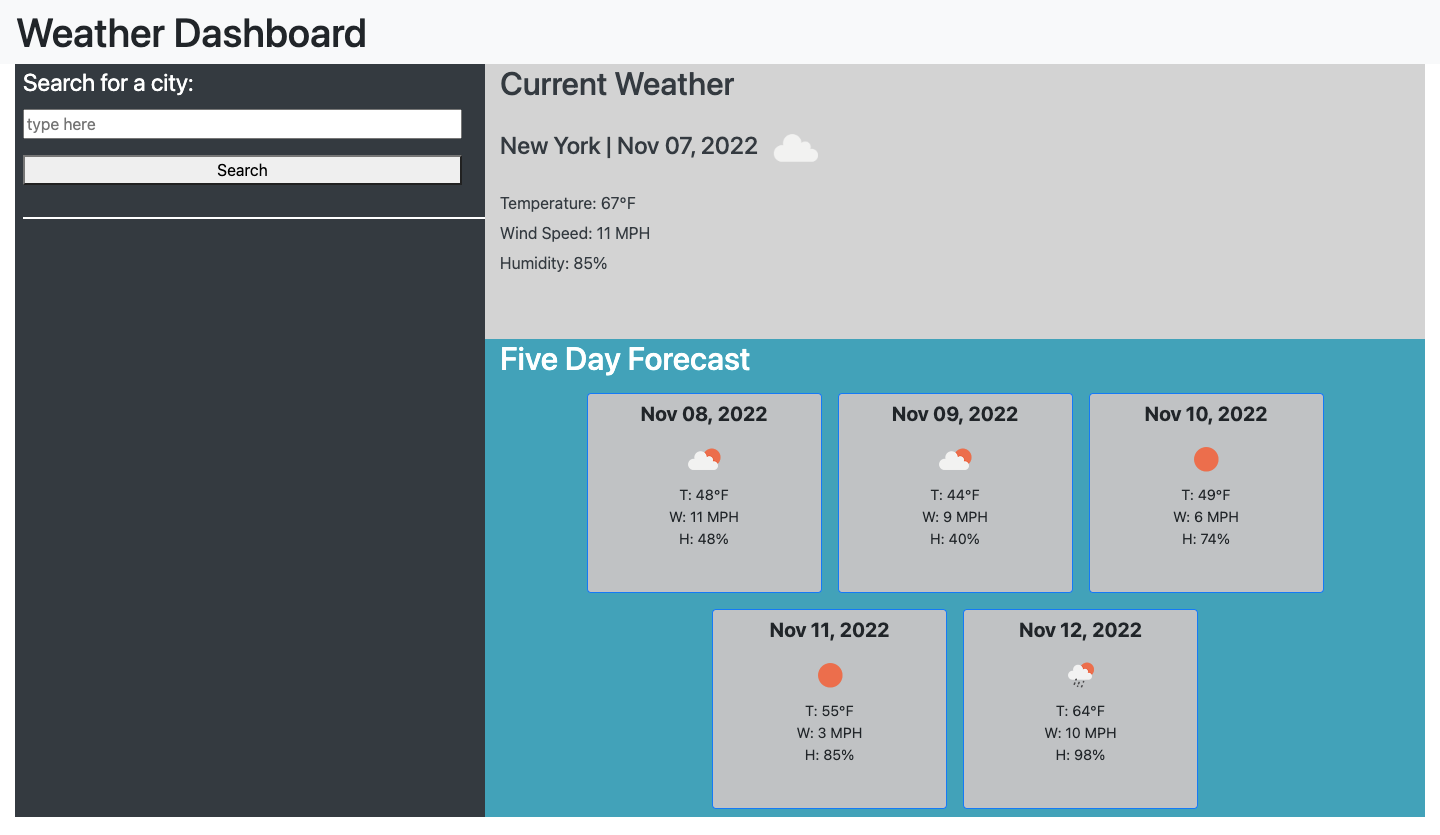 Weather Dashboard
Search for a city:
type here
Search
Current Weather
New York | Nov 07, 2022
Temperature: 67°F
Wind Speed: 11 MPH
Humidity: 85%
Five Day Forecast
Nov 08, 2022
T: 48°F
W: 11 MPH
H: 48%
Nov 09, 2022
T: 44°F
W: 9 MPH
H: 40%
Nov 10, 2022
T: 49°F
W: 6 MPH
H: 74%
Nov 11, 2022
T: 55°F
W: 3 MPH
H: 85%
Nov 12, 2022
T: 64°F
W: 10 MPH
H: 98%